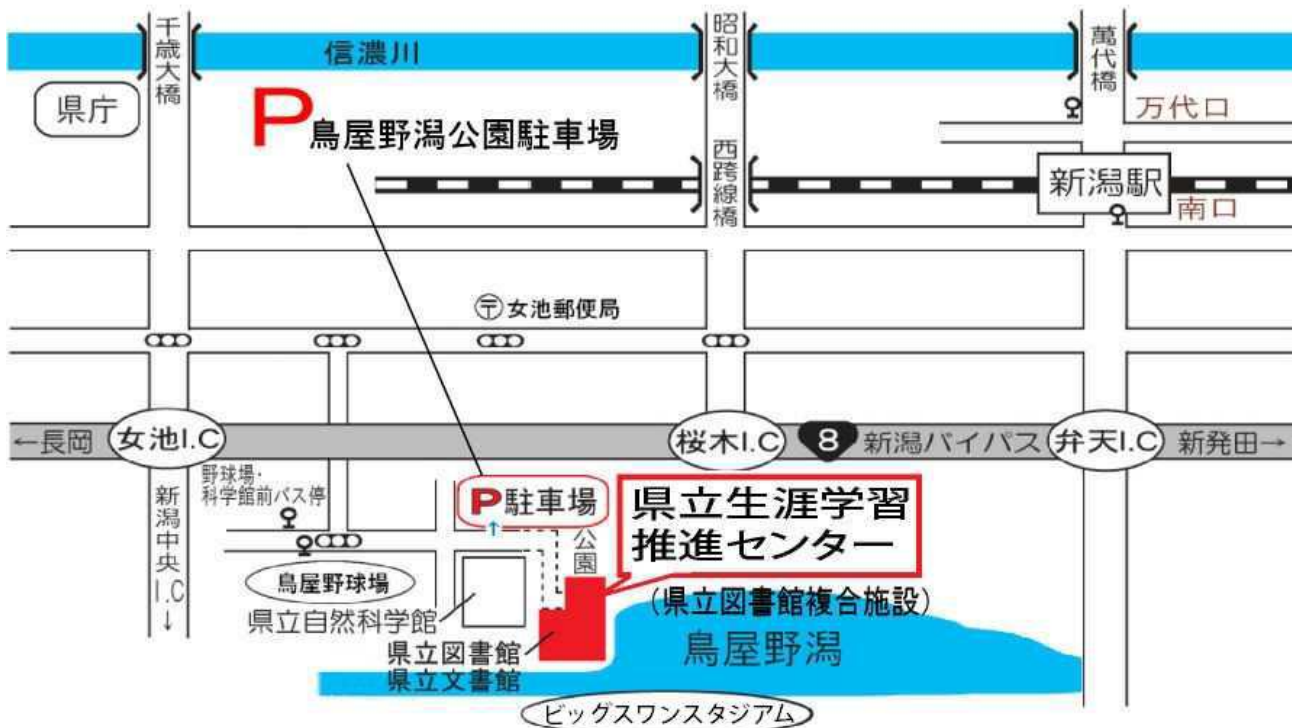 千歳大橋
信濃川
昭和大橋
萬代橋
県庁
P鳥屋野潟公園駐車場
万代口
西跨線橋
新潟駅
南口
〒女池郵便局
←長岡
女池I.C
桜木I.C
8
新潟バイパス
弁天I.C
新発田→
新潟中央I.C↓
野球場・
科学館前バス停
P駐車場
↑
公園
県立生涯学習
推進センター
(県立図書館複合施設)
鳥屋野球場
県立自然科学館
県立図書館
県立文書館
鳥屋野潟
ビッグスワンスタジアム